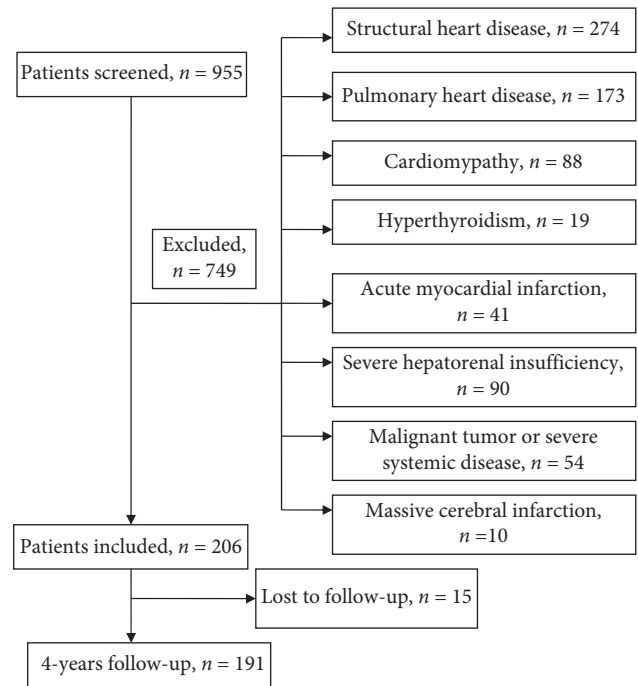 Structural heart disease, n = 274
Patients screened, n = 955
Pulmonary heart disease, n = 173
Cardiomypathy, n = 88
Hyperthyroidism, n = 19
Excluded,
n = 749
Acute myocardial infarction,
n = 41
Severe hepatorenal insufficiency,
n = 90
Malignant tumor or severe
systemic disease, n = 54
Massive cerebral infarction,
n =10
Patients included, n = 206
Lost to follow-up, n = 15
4-years follow-up, n = 191